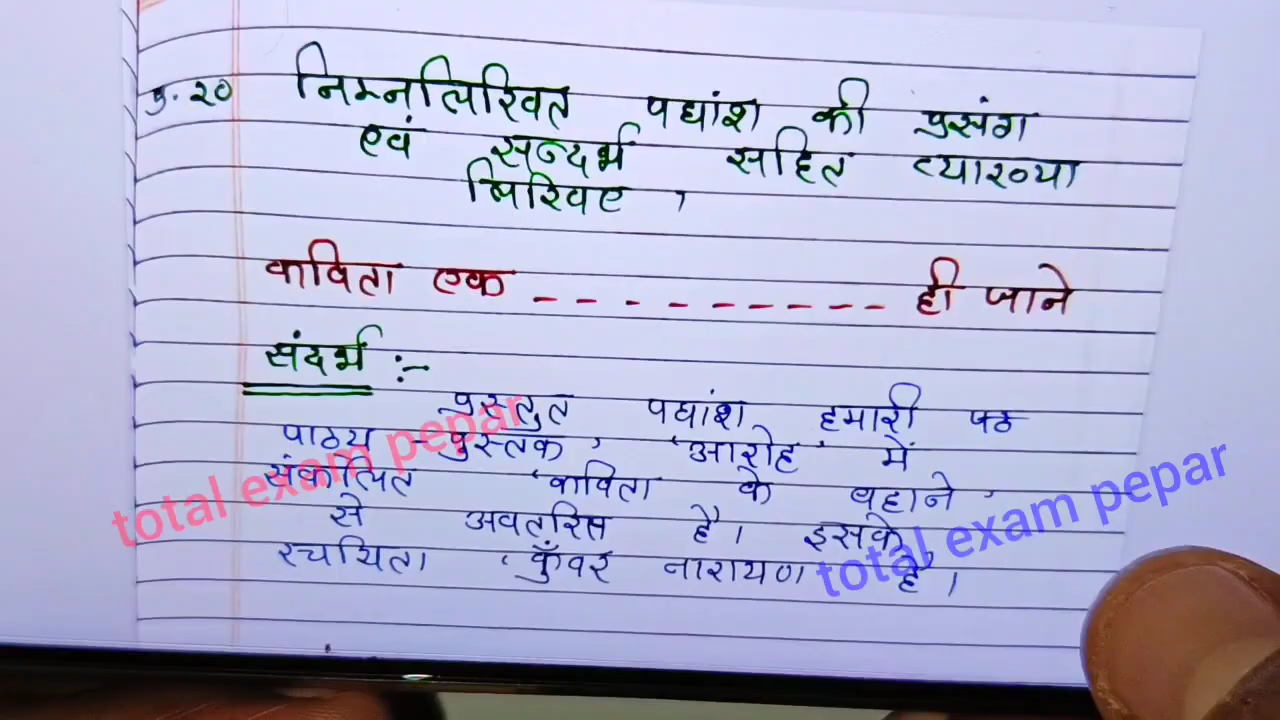 प्र.20 निम्नलिखित पद्यांश की प्रसंग
एवं सन्दर्भ सहित व्याख्या
लिखिए ,
कविता एक - - - - - - - - - ही जाने
संदर्भ :-
प्रस्तुत पद्यांश हमारी
पाठ्य - पुस्तक, 'आरोह' में
संकलित 'कविता के बहाने'
से अवतरित है। इसके
रचयिता 'कुँवर नारायण' है।
total exam pepar
total exam pepar